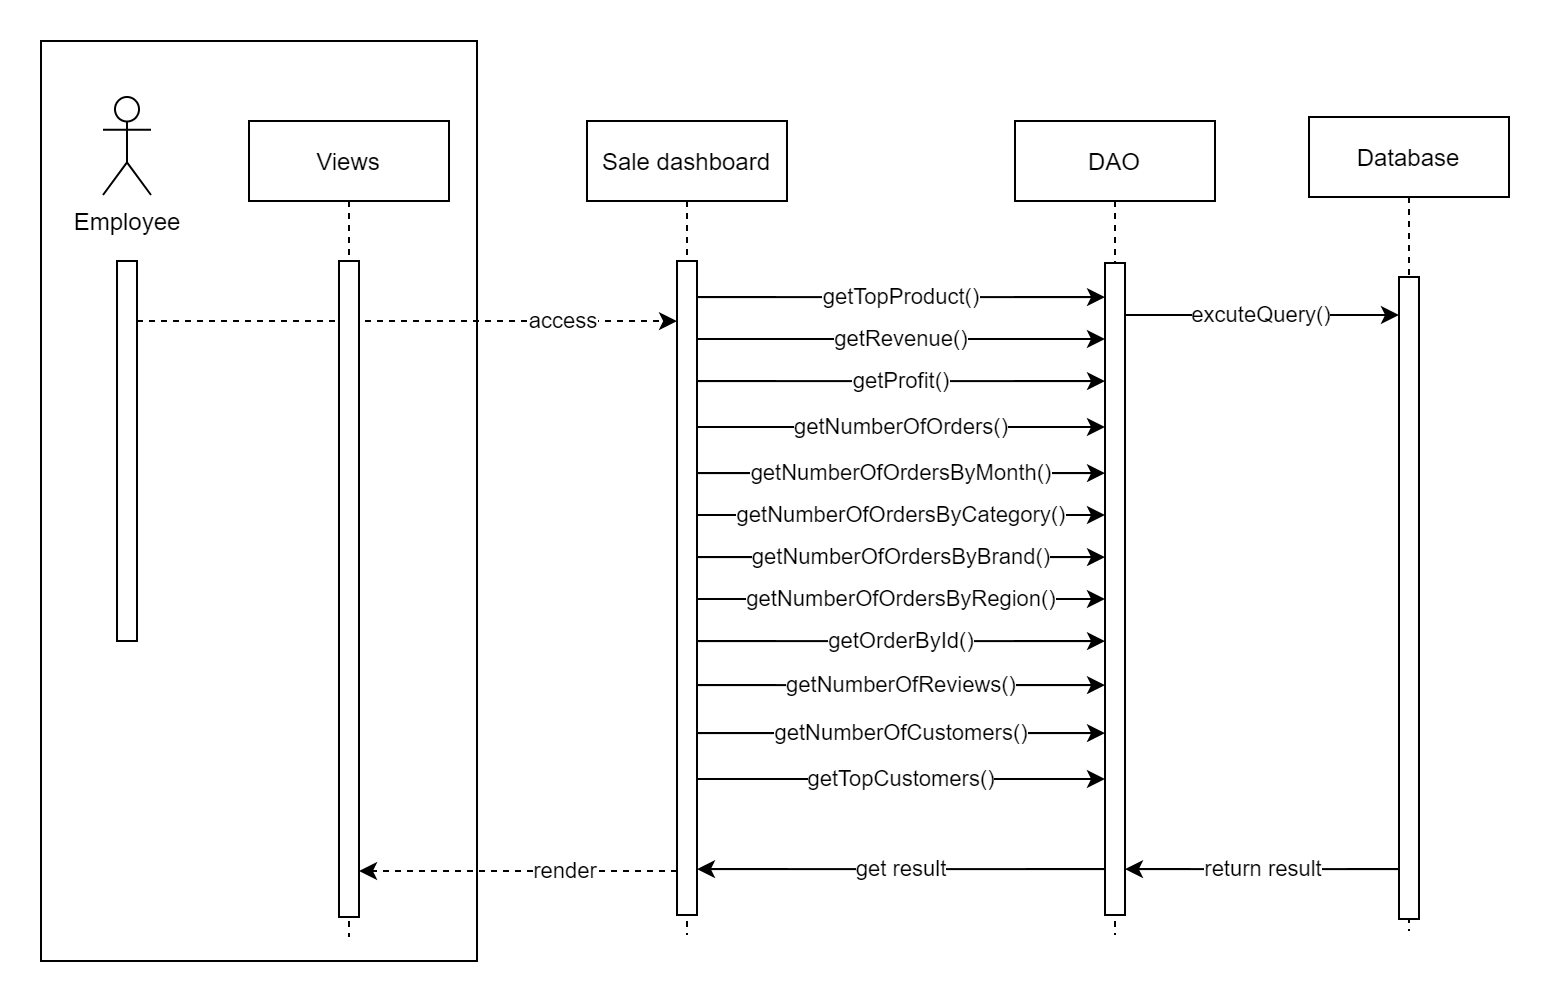 Employee
Views
Sale dashboard
DAO
Database
getTopProduct()
excuteQuery()
access
getRevenue()
getProfit()
getNumberOfOrders()
getNumberOfOrdersByMonth()
getNumberOfOrdersByCategory()
getNumberOfOrdersByBrand()
getNumberOfOrdersByRegion()
getOrderById()
getNumberOfReviews()
getNumberOfCustomers()
getTopCustomers()
render
get result
return result